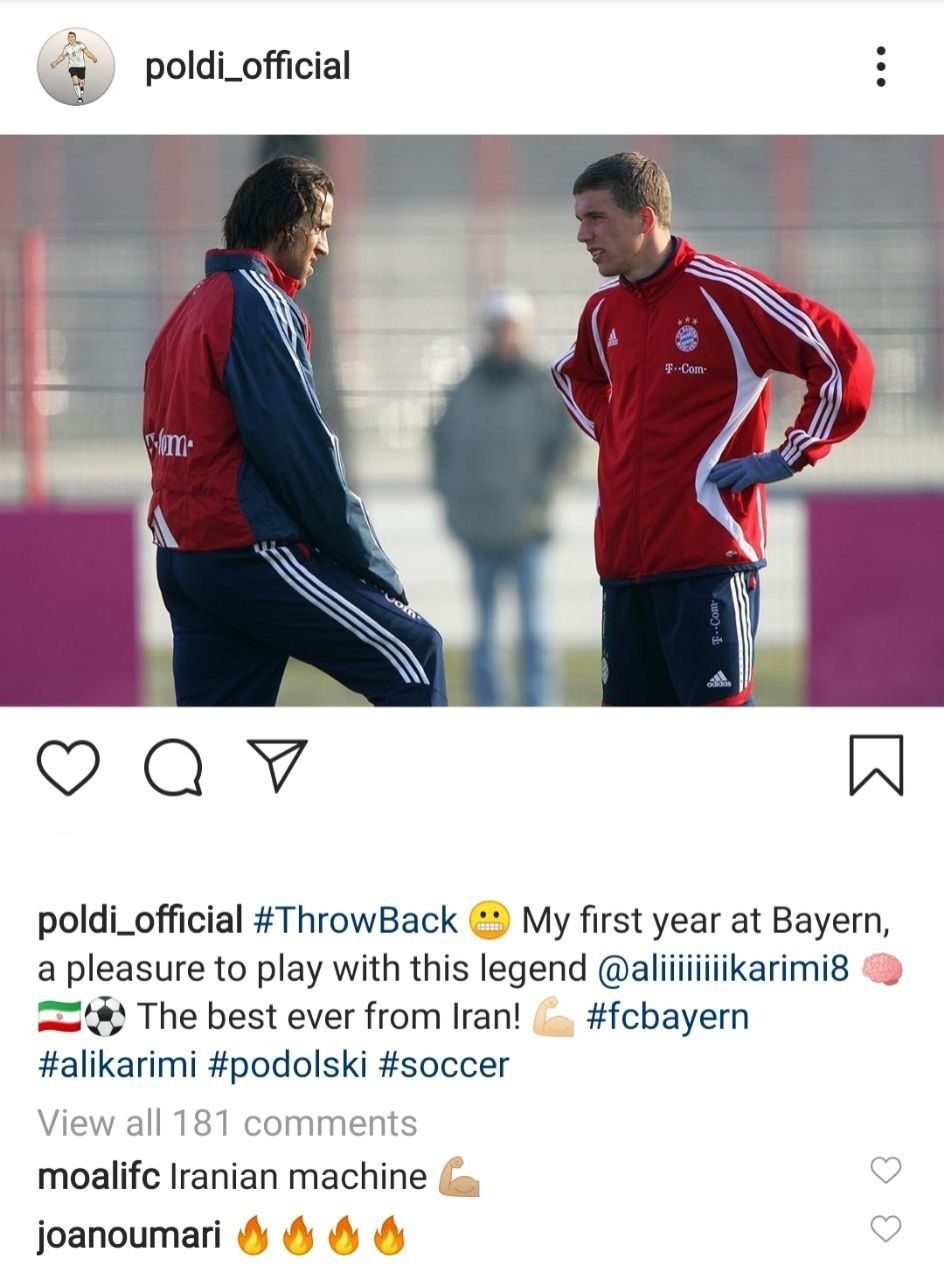 poldi_official
T··Com·
T··Com·
adidas
poldi_official #ThrowBack 😬 My first year at Bayern,
a pleasure to play with this legend @aliiiiiiiikarimi8 🧠
🇮🇷⚽ The best ever from Iran! 💪🏼 #fcbayern
#alikarimi #podolski #soccer
View all 181 comments
moalifc Iranian machine 💪🏽
joanoumari 🔥🔥🔥🔥